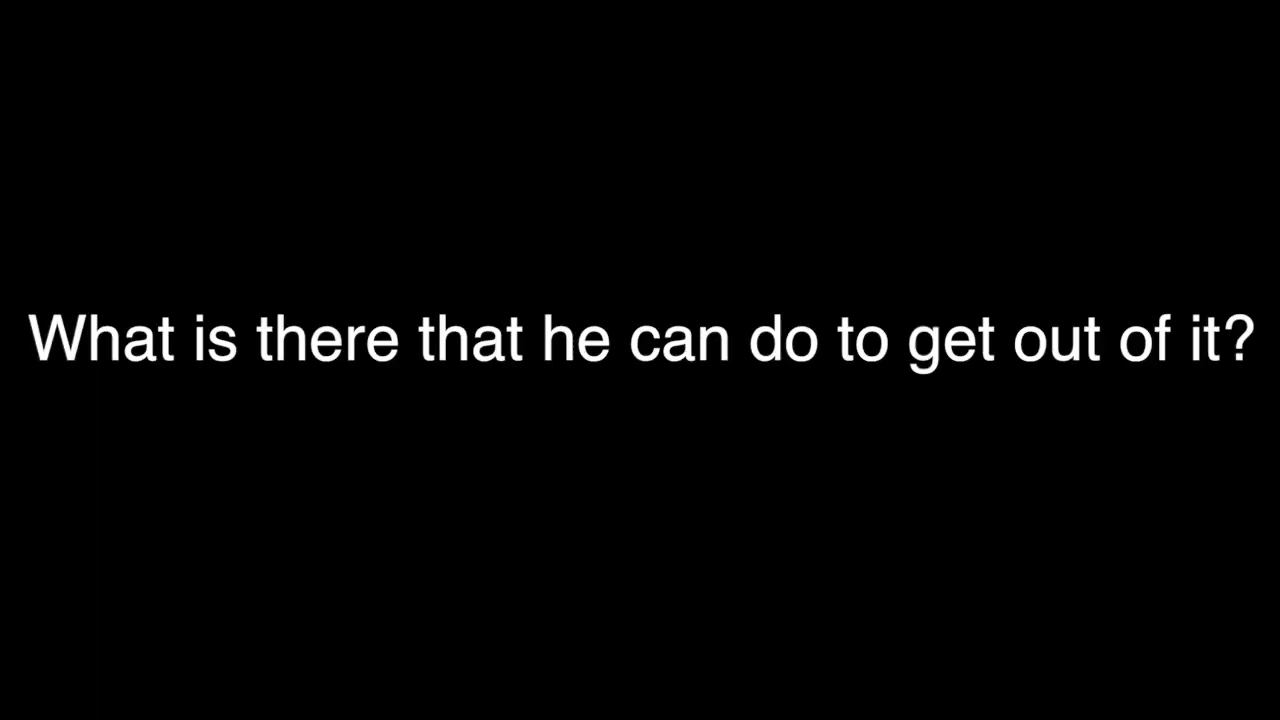 What is there that he can do to get out of it?